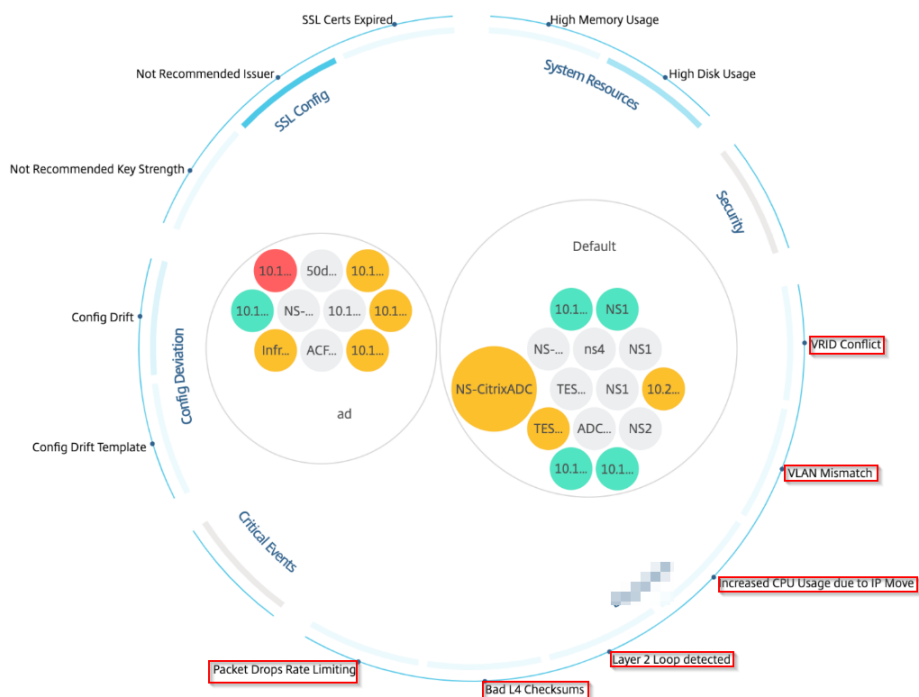 SSL Certs Expired
High Memory Usage
Not Recommended Issuer
System Resources
High Disk Usage
SSL Config
Not Recommended Key Strength
Security
Default
10.1...
50d...
10.1...
10.1...
NS-...
10.1...
10.1...
Infr...
ACF...
10.1...
ad
10.1...
NS1
NS-...
ns4
NS1
NS-CitrixADC
TES...
NS1
10.2...
TES...
ADC...
NS2
10.1...
10.1...
Config Drift
Config Deviation
Config Drift Template
VRID Conflict
VLAN Mismatch
Critical Events
Increased CPU Usage due to IP Move
Layer 2 Loop detected
Packet Drops Rate Limiting
Bad L4 Checksums